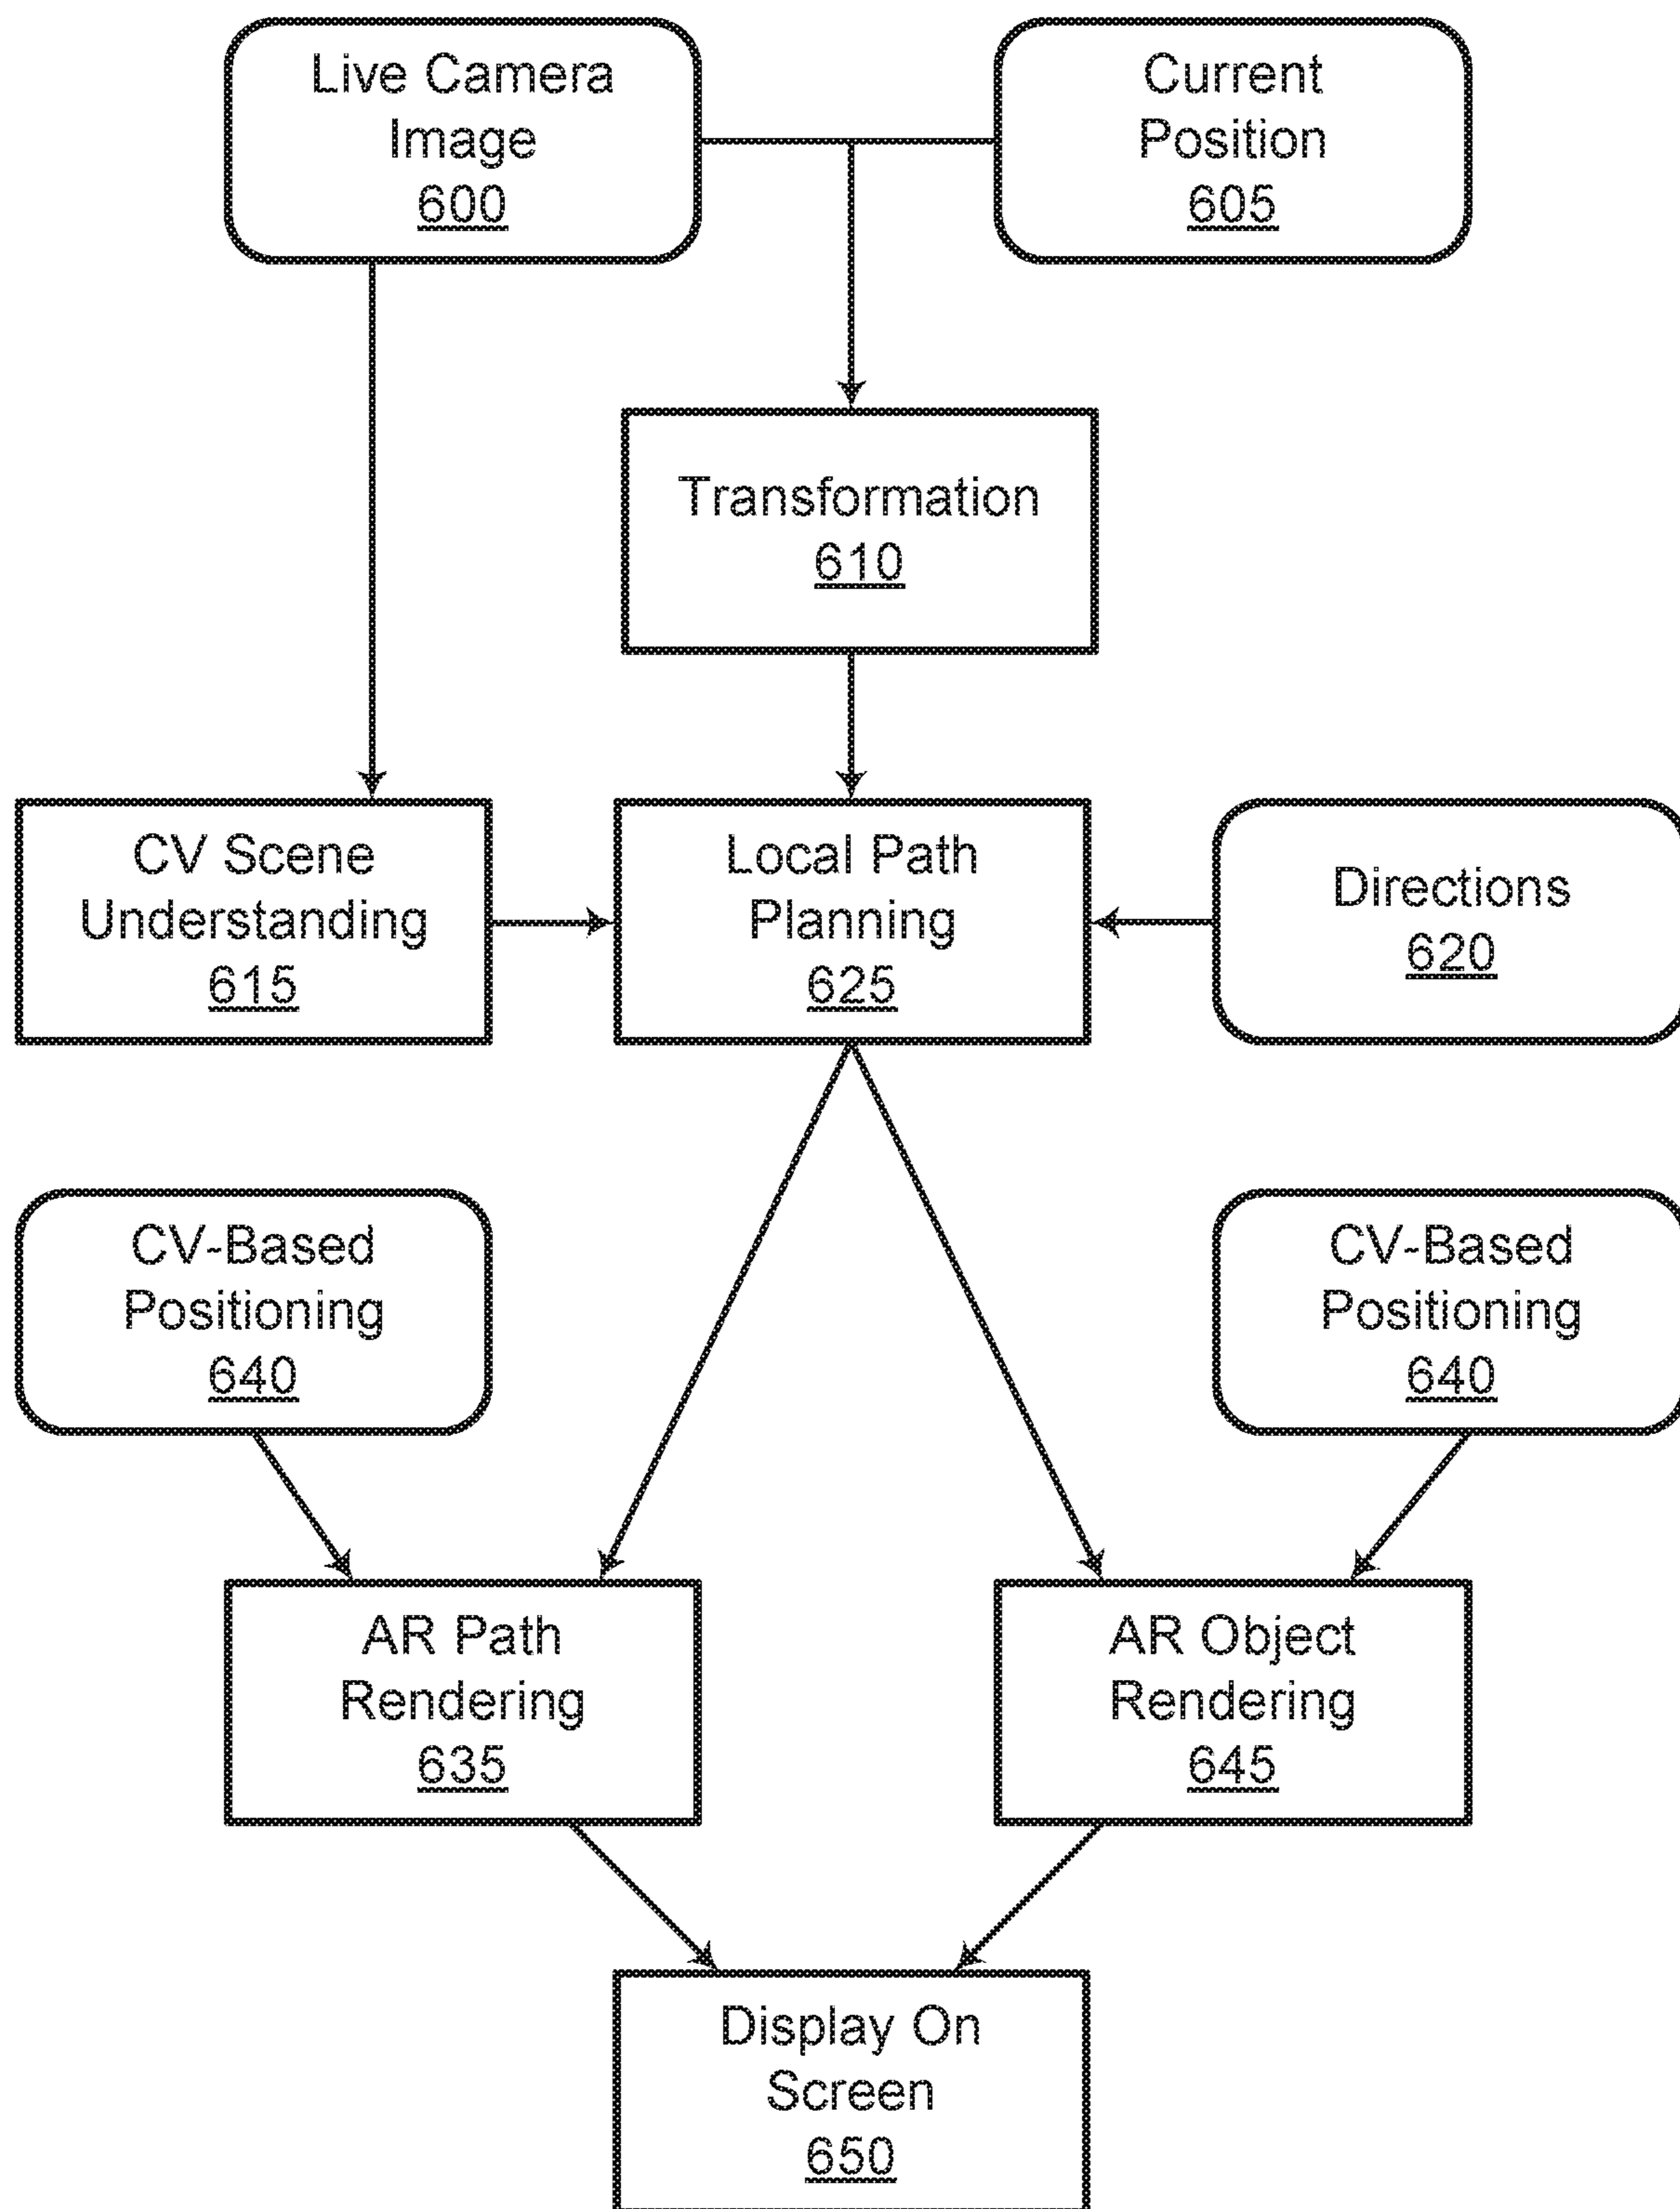 Live Camera
Image
600
Current
Position
605
Transformation
610
CV Scene
Understanding
615
Local Path
Planning
625
Directions
620
CV-Based
Positioning
640
CV-Based
Positioning
640
AR Path
Rendering
635
AR Object
Rendering
645
Display On
Screen
650